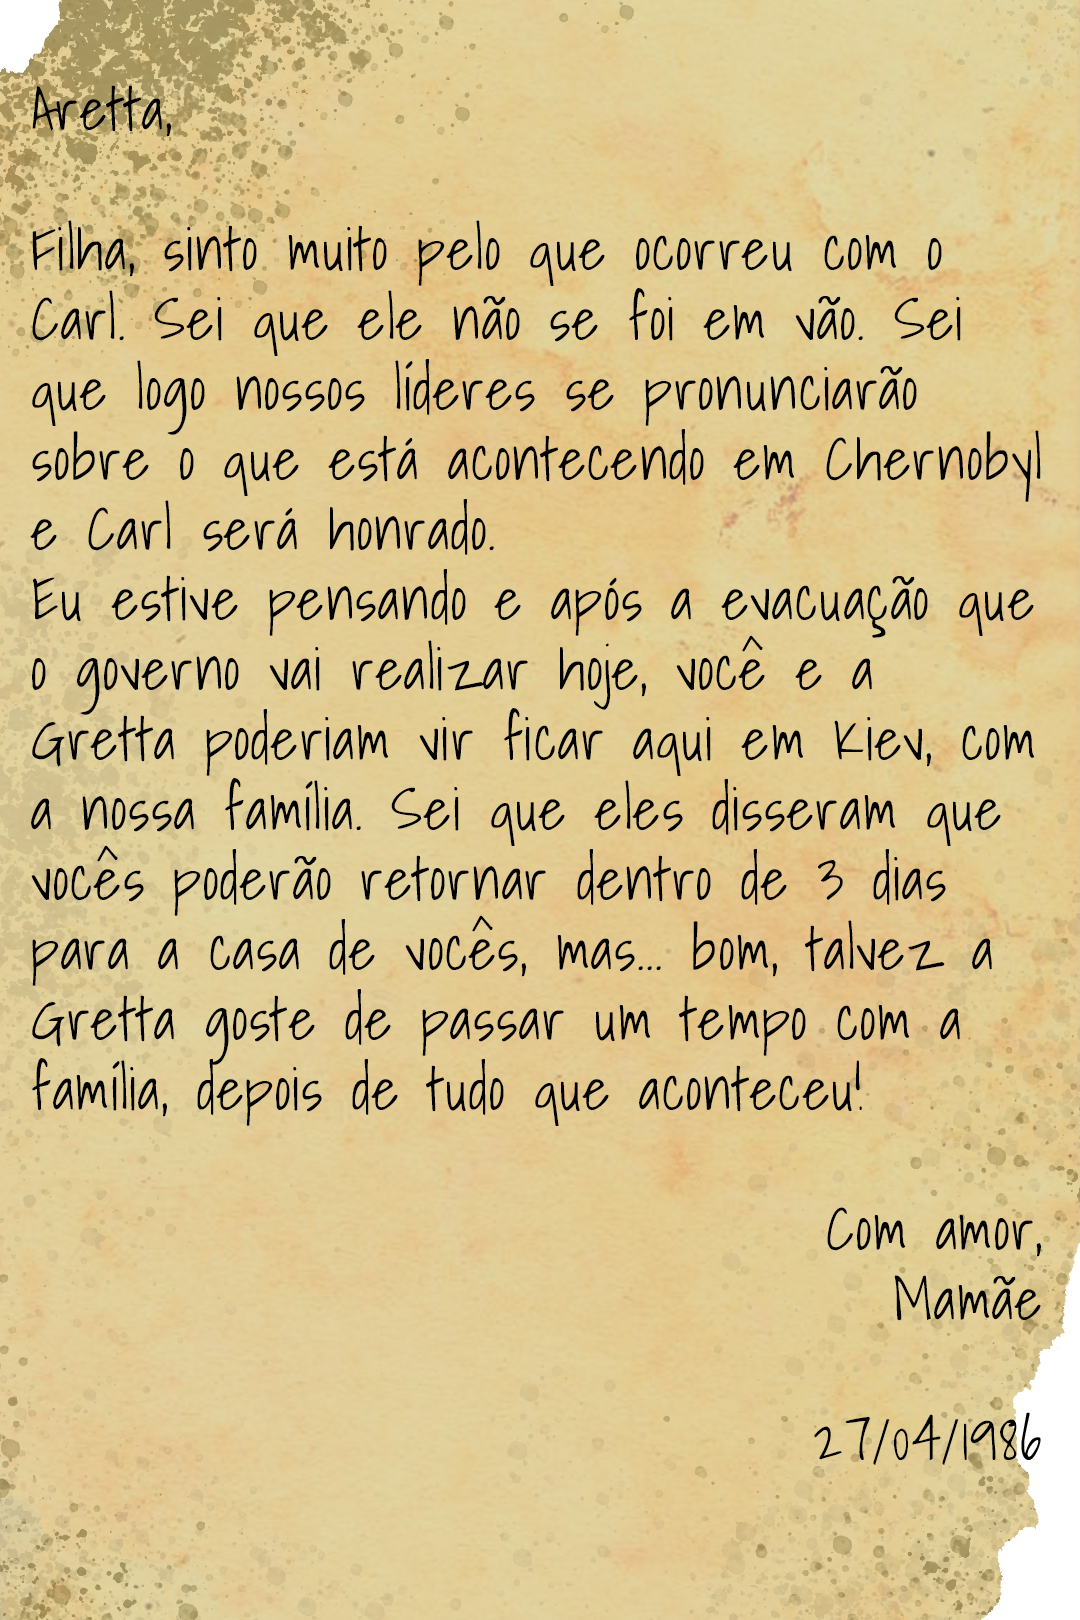 Aretta,
Filha, sinto muito pelo que ocorreu com o
Carl. Sei que ele não se foi em vão. Sei
que logo nossos líderes se pronunciarão
sobre o que está acontecendo em Chernobyl
e Carl será honrado.
Eu estive pensando e após a evacuação que
o governo vai realizar hoje, você e a
Gretta poderiam vir ficar aqui em Kiev, com
a nossa família. Sei que eles disseram que
vocês poderão retornar dentro de 3 dias
para a casa de vocês, mas... bom, talvez a
Gretta goste de passar um tempo com a
família, depois de tudo que aconteceu!
Com amor,
Mamãe
27/04/1986